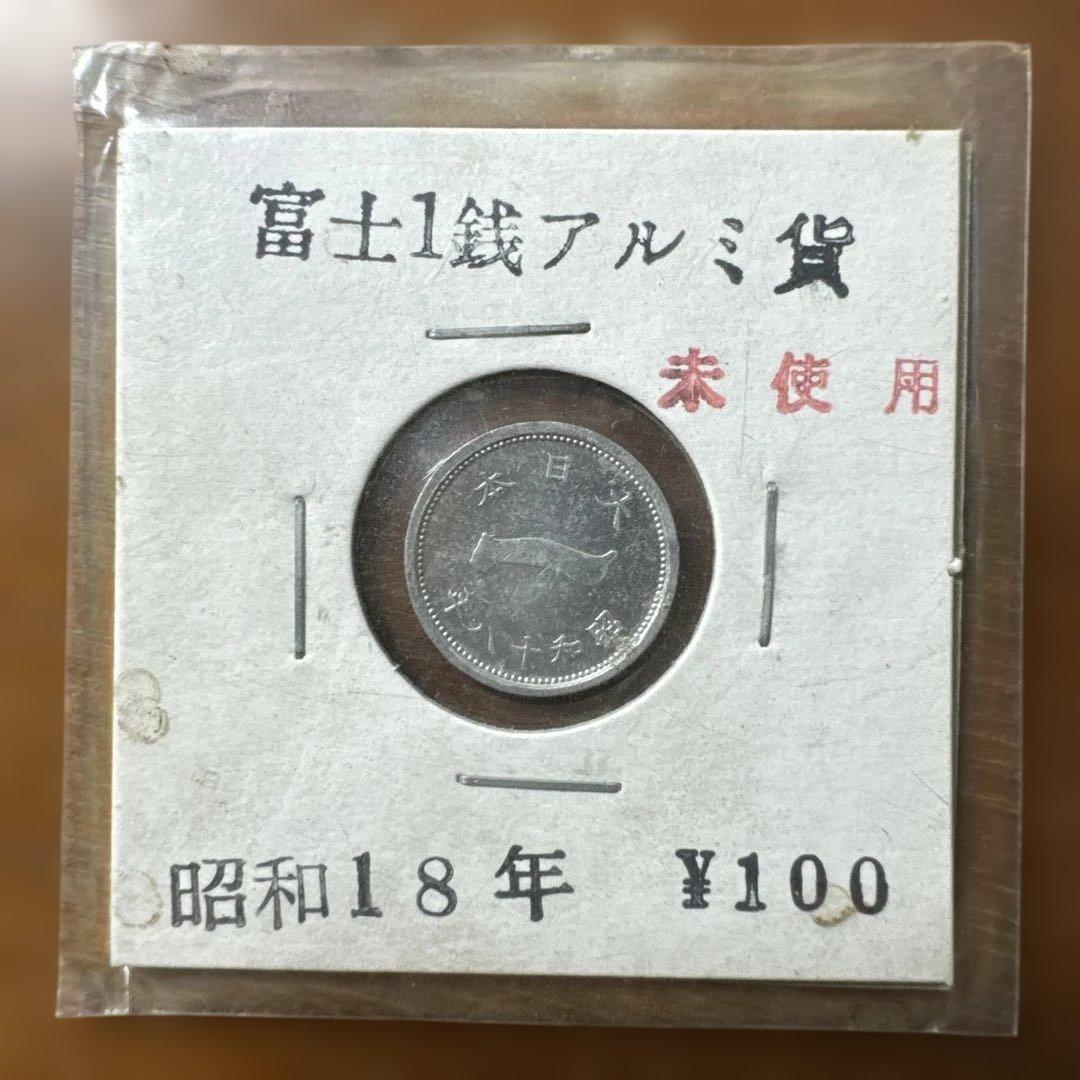 富士1銭アルミ貨
未使用
大日本
昭和十八年
昭和18年 ¥100